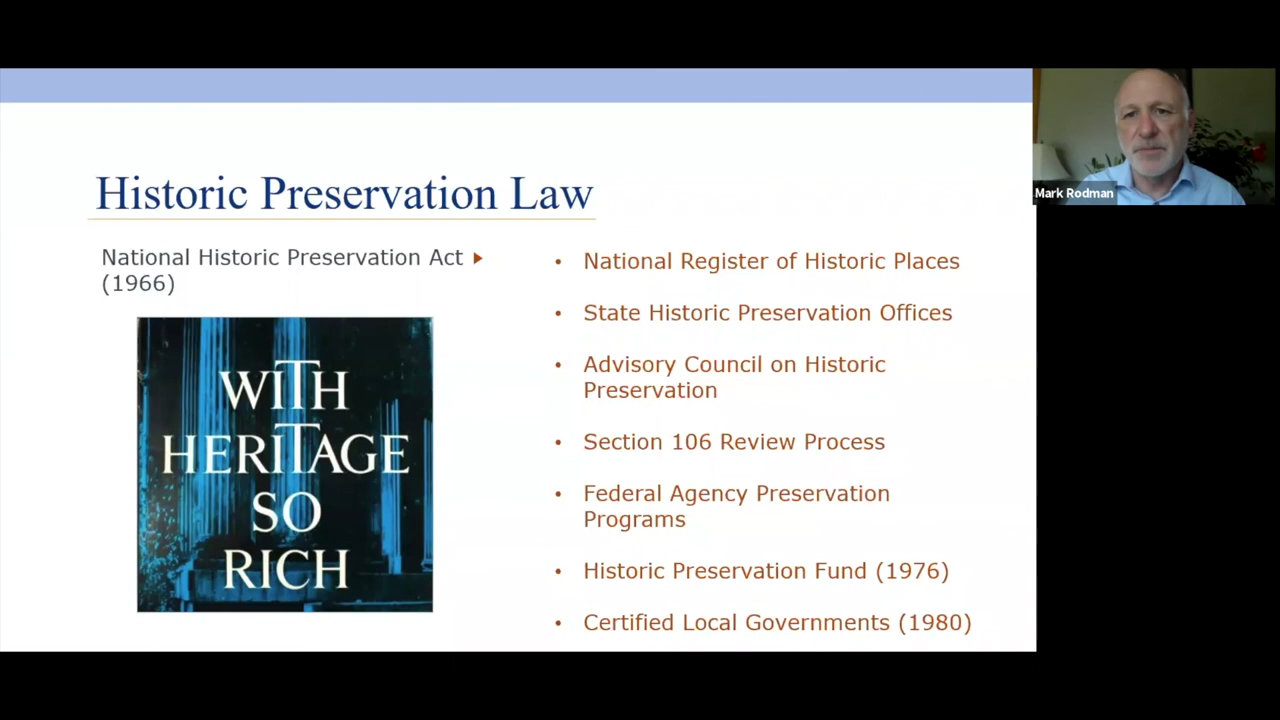 Historic Preservation Law
National Historic Preservation Act
(1966)
WITH
HERITAGE
SO
RICH
• National Register of Historic Places
• State Historic Preservation Offices
• Advisory Council on Historic
Preservation
• Section 106 Review Process
• Federal Agency Preservation
Programs
• Historic Preservation Fund (1976)
• Certified Local Governments (1980)
Mark Rodman